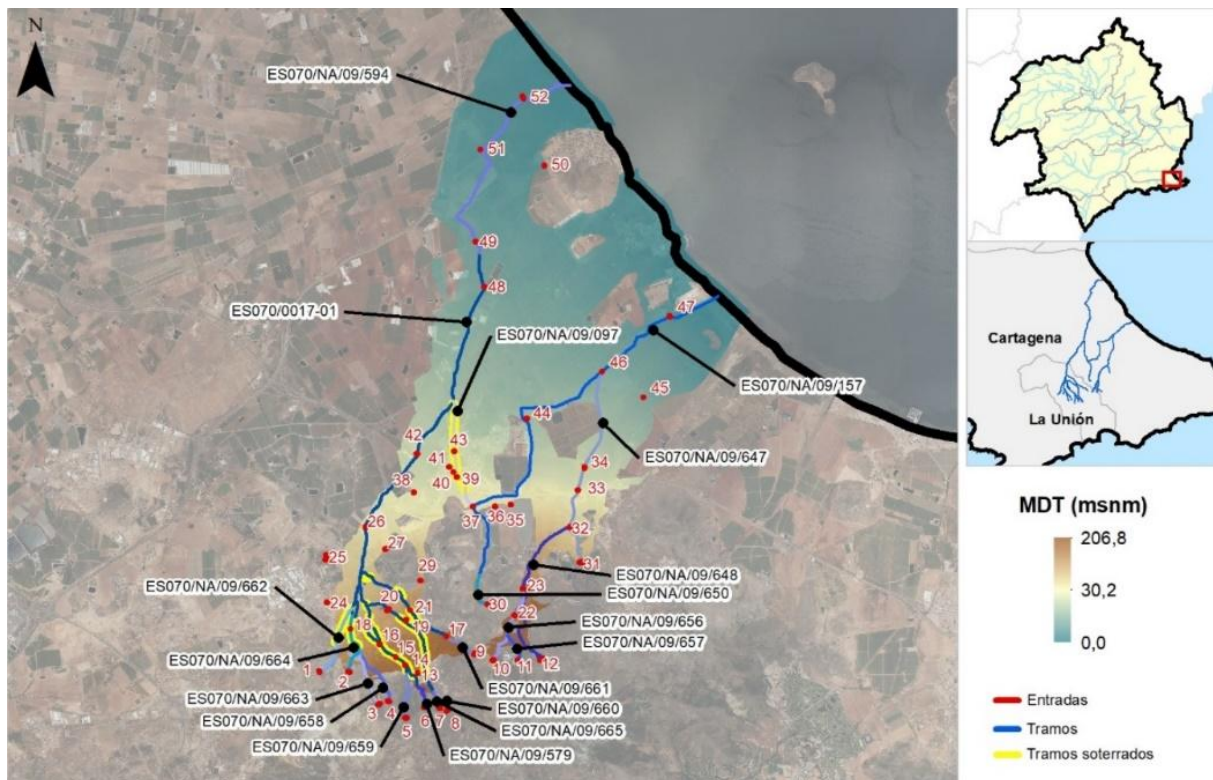 N
ES070/NA/09/594
52
51
50
49
48
47
ES070/0017-01
ES070/NA/09/097
ES070/NA/09/157
46
45
44
ES070/NA/09/647
43
42
41
40
39
38
37
36
35
34
33
32
31
26
27
25
29
ES070/NA/09/648
ES070/NA/09/662
23
ES070/NA/09/650
30
24
20
21
22
ES070/NA/09/656
18
19
17
ES070/NA/09/657
16
15
14
13
9
10
11
12
ES070/NA/09/664
1
2
ES070/NA/09/661
ES070/NA/09/663
ES070/NA/09/660
ES070/NA/09/658
3
4
5
6
7
8
ES070/NA/09/665
ES070/NA/09/659
ES070/NA/09/579
Cartagena
La Unión
MDT (msnm)
206,8
30,2
0,0
Entradas
Tramos
Tramos soterrados